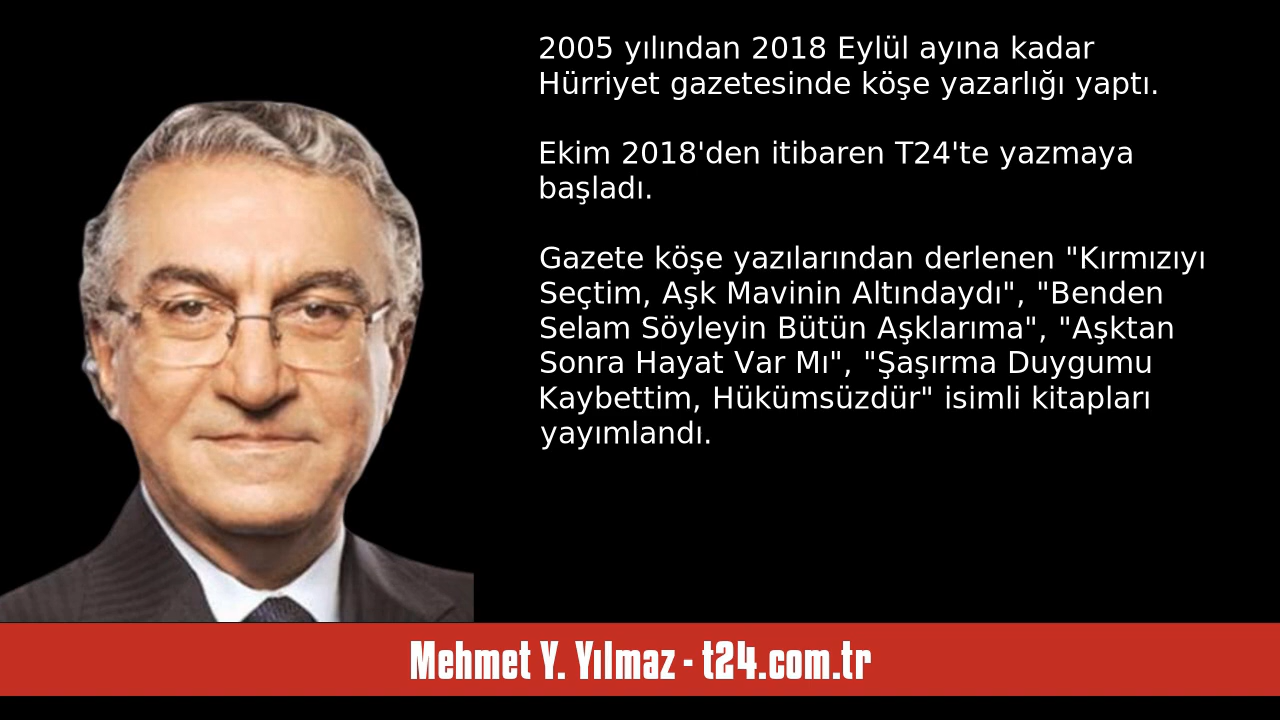 2005 yılından 2018 Eylül ayına kadar
Hürriyet gazetesinde köşe yazarlığı yaptı.
Ekim 2018'den itibaren T24'te yazmaya
başladı.
Gazete köşe yazılarından derlenen "Kırmızıyı
Seçtim, Aşk Mavinin Altındaydı", "Benden
Selam Söyleyin Bütün Aşklarıma", "Aşktan
Sonra Hayat Var Mı", "Şaşırma Duygumu
Kaybettim, Hükümsüzdür" isimli kitapları
yayımlandı.
Mehmet Y. Yılmaz - t24.com.tr